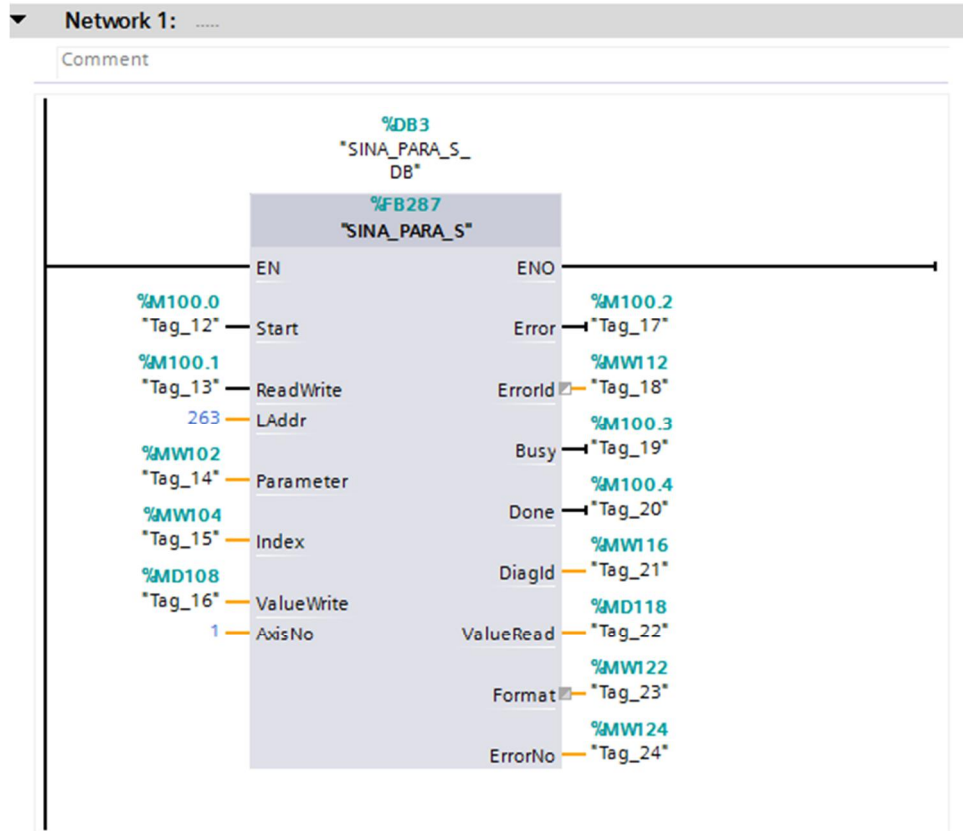 Network 1: .....
Comment
%DB3
"SINA_PARA_S_
DB"
%FB287
"SINA_PARA_S"
EN ENO
%M100.0 %M100.2
"Tag_12" Start Error "Tag_17"
%M100.1 %MW112
"Tag_13" ReadWrite ErrorId "Tag_18"
263 LAddr %M100.3
%MW102 Busy "Tag_19"
"Tag_14" Parameter %M100.4
%MW104 Done "Tag_20"
"Tag_15" Index %MW116
%MD108 DiagId "Tag_21"
"Tag_16" ValueWrite %MD118
1 AxisNo ValueRead "Tag_22"
%MW122
Format "Tag_23"
%MW124
ErrorNo "Tag_24"